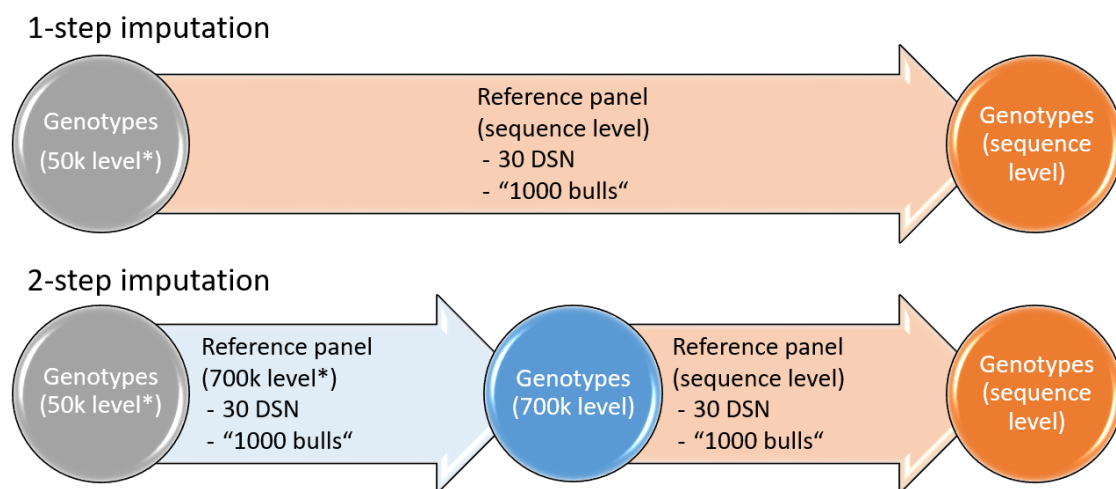 1-step imputation
Genotypes
(50k level*)
Reference panel
(sequence level)
- 30 DSN
- “1000 bulls“
Genotypes
(sequence
level)
2-step imputation
Genotypes
(50k level*)
Reference panel
(700k level*)
- 30 DSN
- “1000 bulls“
Genotypes
(700k level)
Reference panel
(sequence level)
- 30 DSN
- “1000 bulls“
Genotypes
(sequence
level)